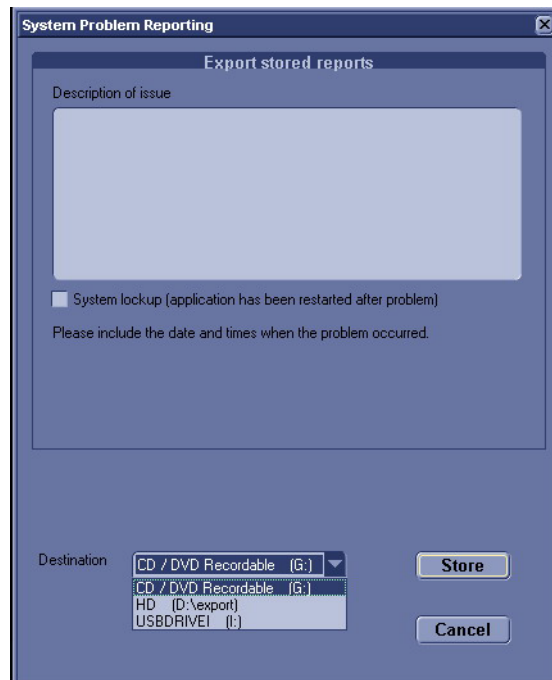 System Problem Reporting
Export stored reports
Description of issue
System lockup (application has been restarted after problem)
Please include the date and times when the problem occurred.
Destination
CD / DVD Recordable (G:)
Store
CD / DVD Recordable (G:)
HD (D:\export)
USBDRIVEI (I:)
Cancel